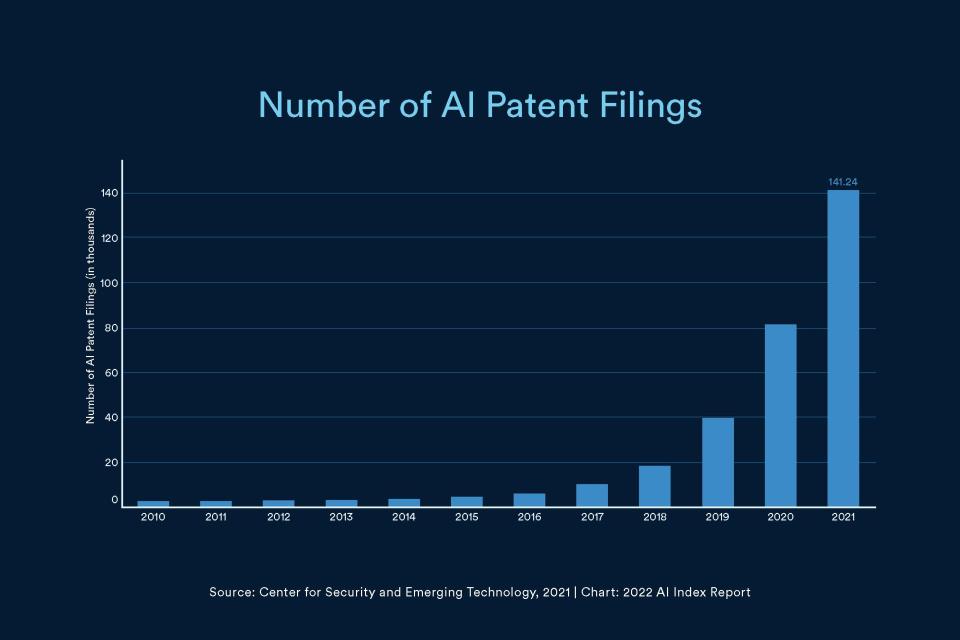 Number of AI Patent Filings
141.24
Number of AI Patent Filings (in thousands)
140
120
100
80
60
40
20
0
2010 2011 2012 2013 2014 2015 2016 2017 2018 2019 2020 2021
Source: Center for Security and Emerging Technology, 2021 | Chart: 2022 AI Index Report